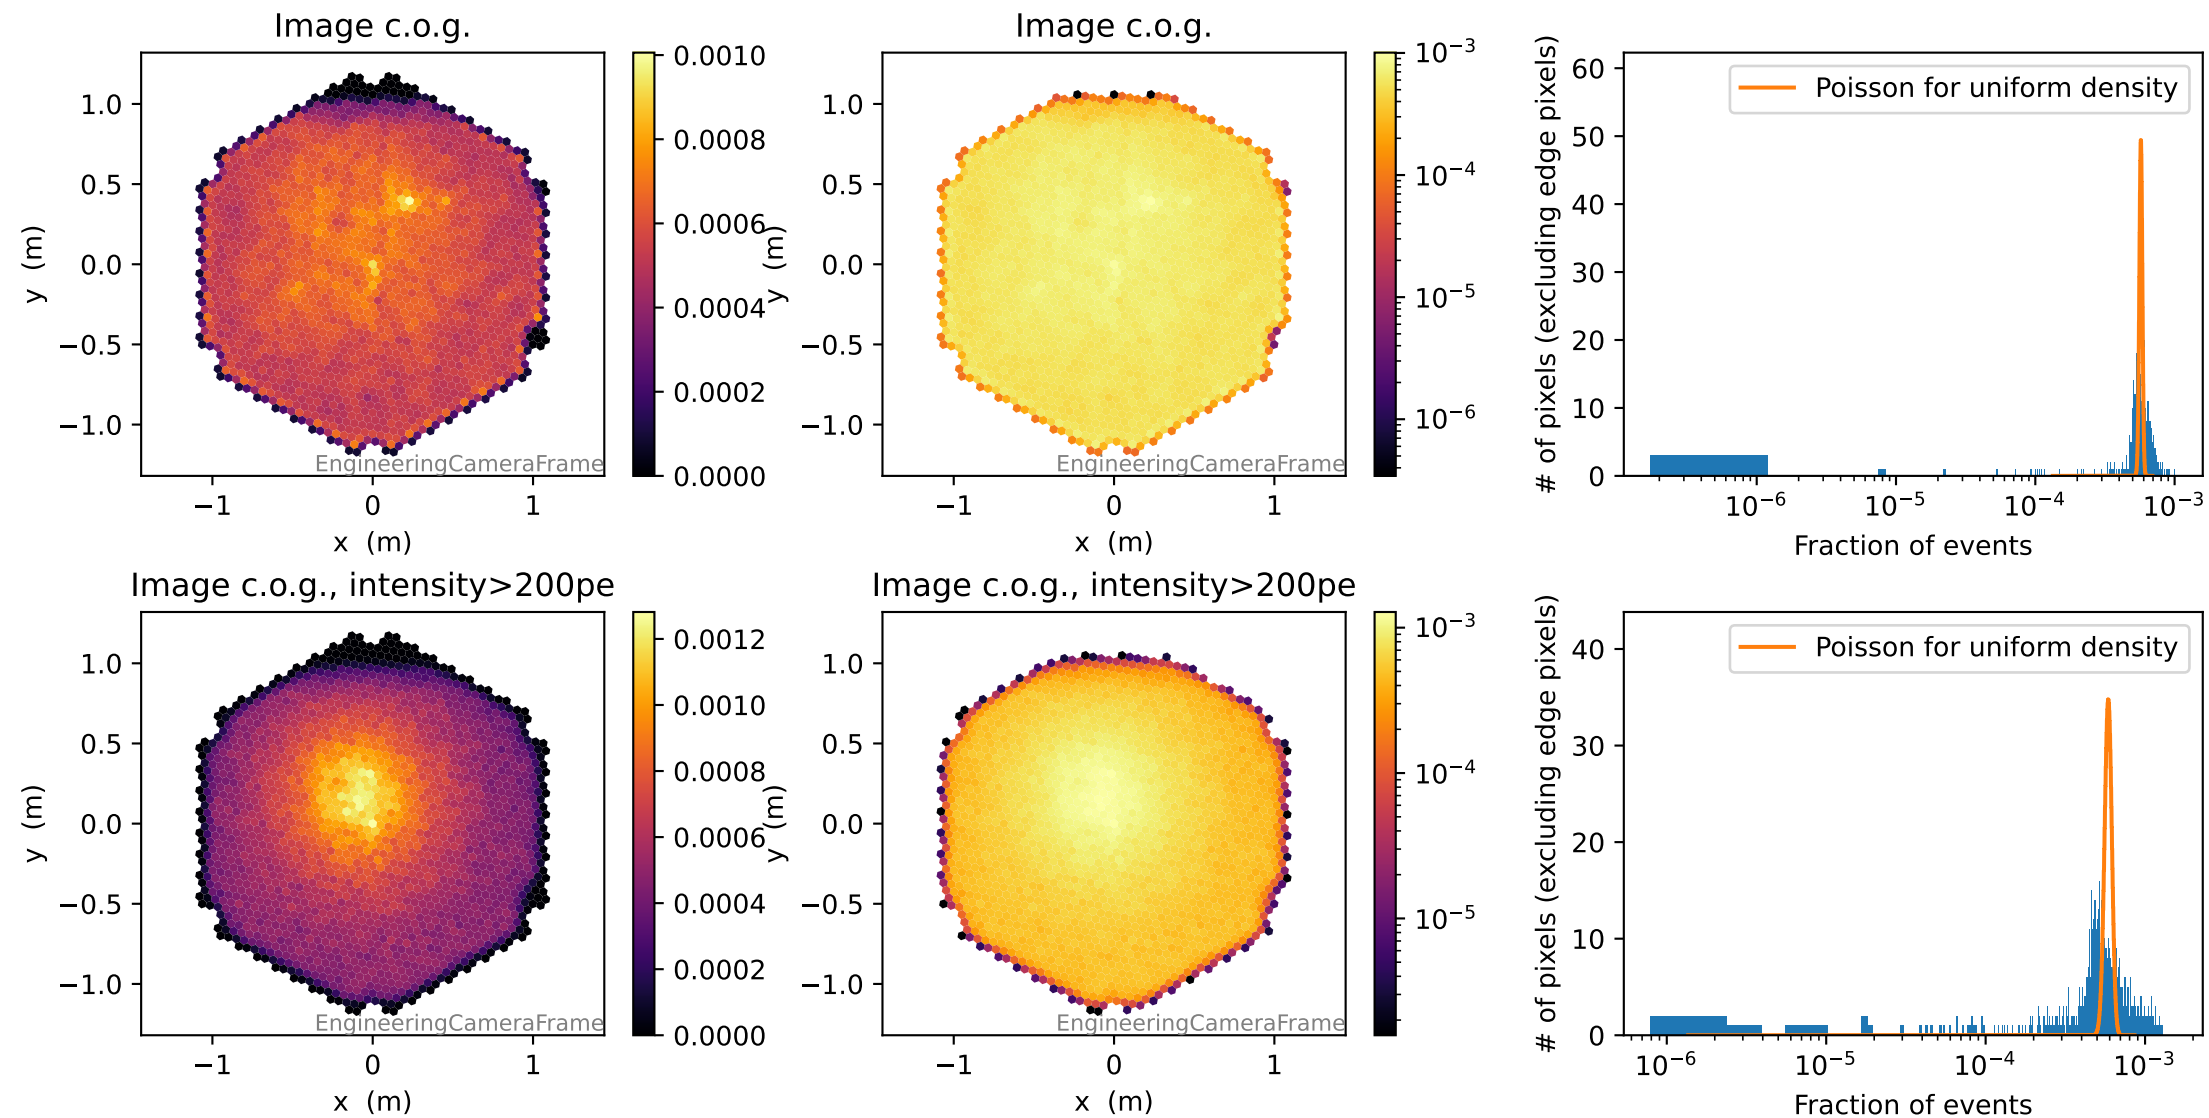 Image c.o.g.
y (m)
1.0
0.5
0.0
−0.5
−1.0
−1 0 1
x (m)
EngineeringCameraFrame
0.0010
0.0008
0.0006
0.0004
0.0002
0.0000
Image c.o.g.
y (m)
1.0
0.5
0.0
−0.5
−1.0
−1 0 1
x (m)
EngineeringCameraFrame
10⁻³
10⁻⁴
10⁻⁵
10⁻⁶
# of pixels (excluding edge pixels)
60
50
40
30
20
10
0
Poisson for uniform density
10⁻⁶ 10⁻⁵ 10⁻⁴ 10⁻³
Fraction of events
Image c.o.g., intensity>200pe
y (m)
1.0
0.5
0.0
−0.5
−1.0
−1 0 1
x (m)
EngineeringCameraFrame
0.0012
0.0010
0.0008
0.0006
0.0004
0.0002
0.0000
Image c.o.g., intensity>200pe
y (m)
1.0
0.5
0.0
−0.5
−1.0
−1 0 1
x (m)
EngineeringCameraFrame
10⁻³
10⁻⁴
10⁻⁵
# of pixels (excluding edge pixels)
40
30
20
10
0
Poisson for uniform density
10⁻⁶ 10⁻⁵ 10⁻⁴ 10⁻³
Fraction of events